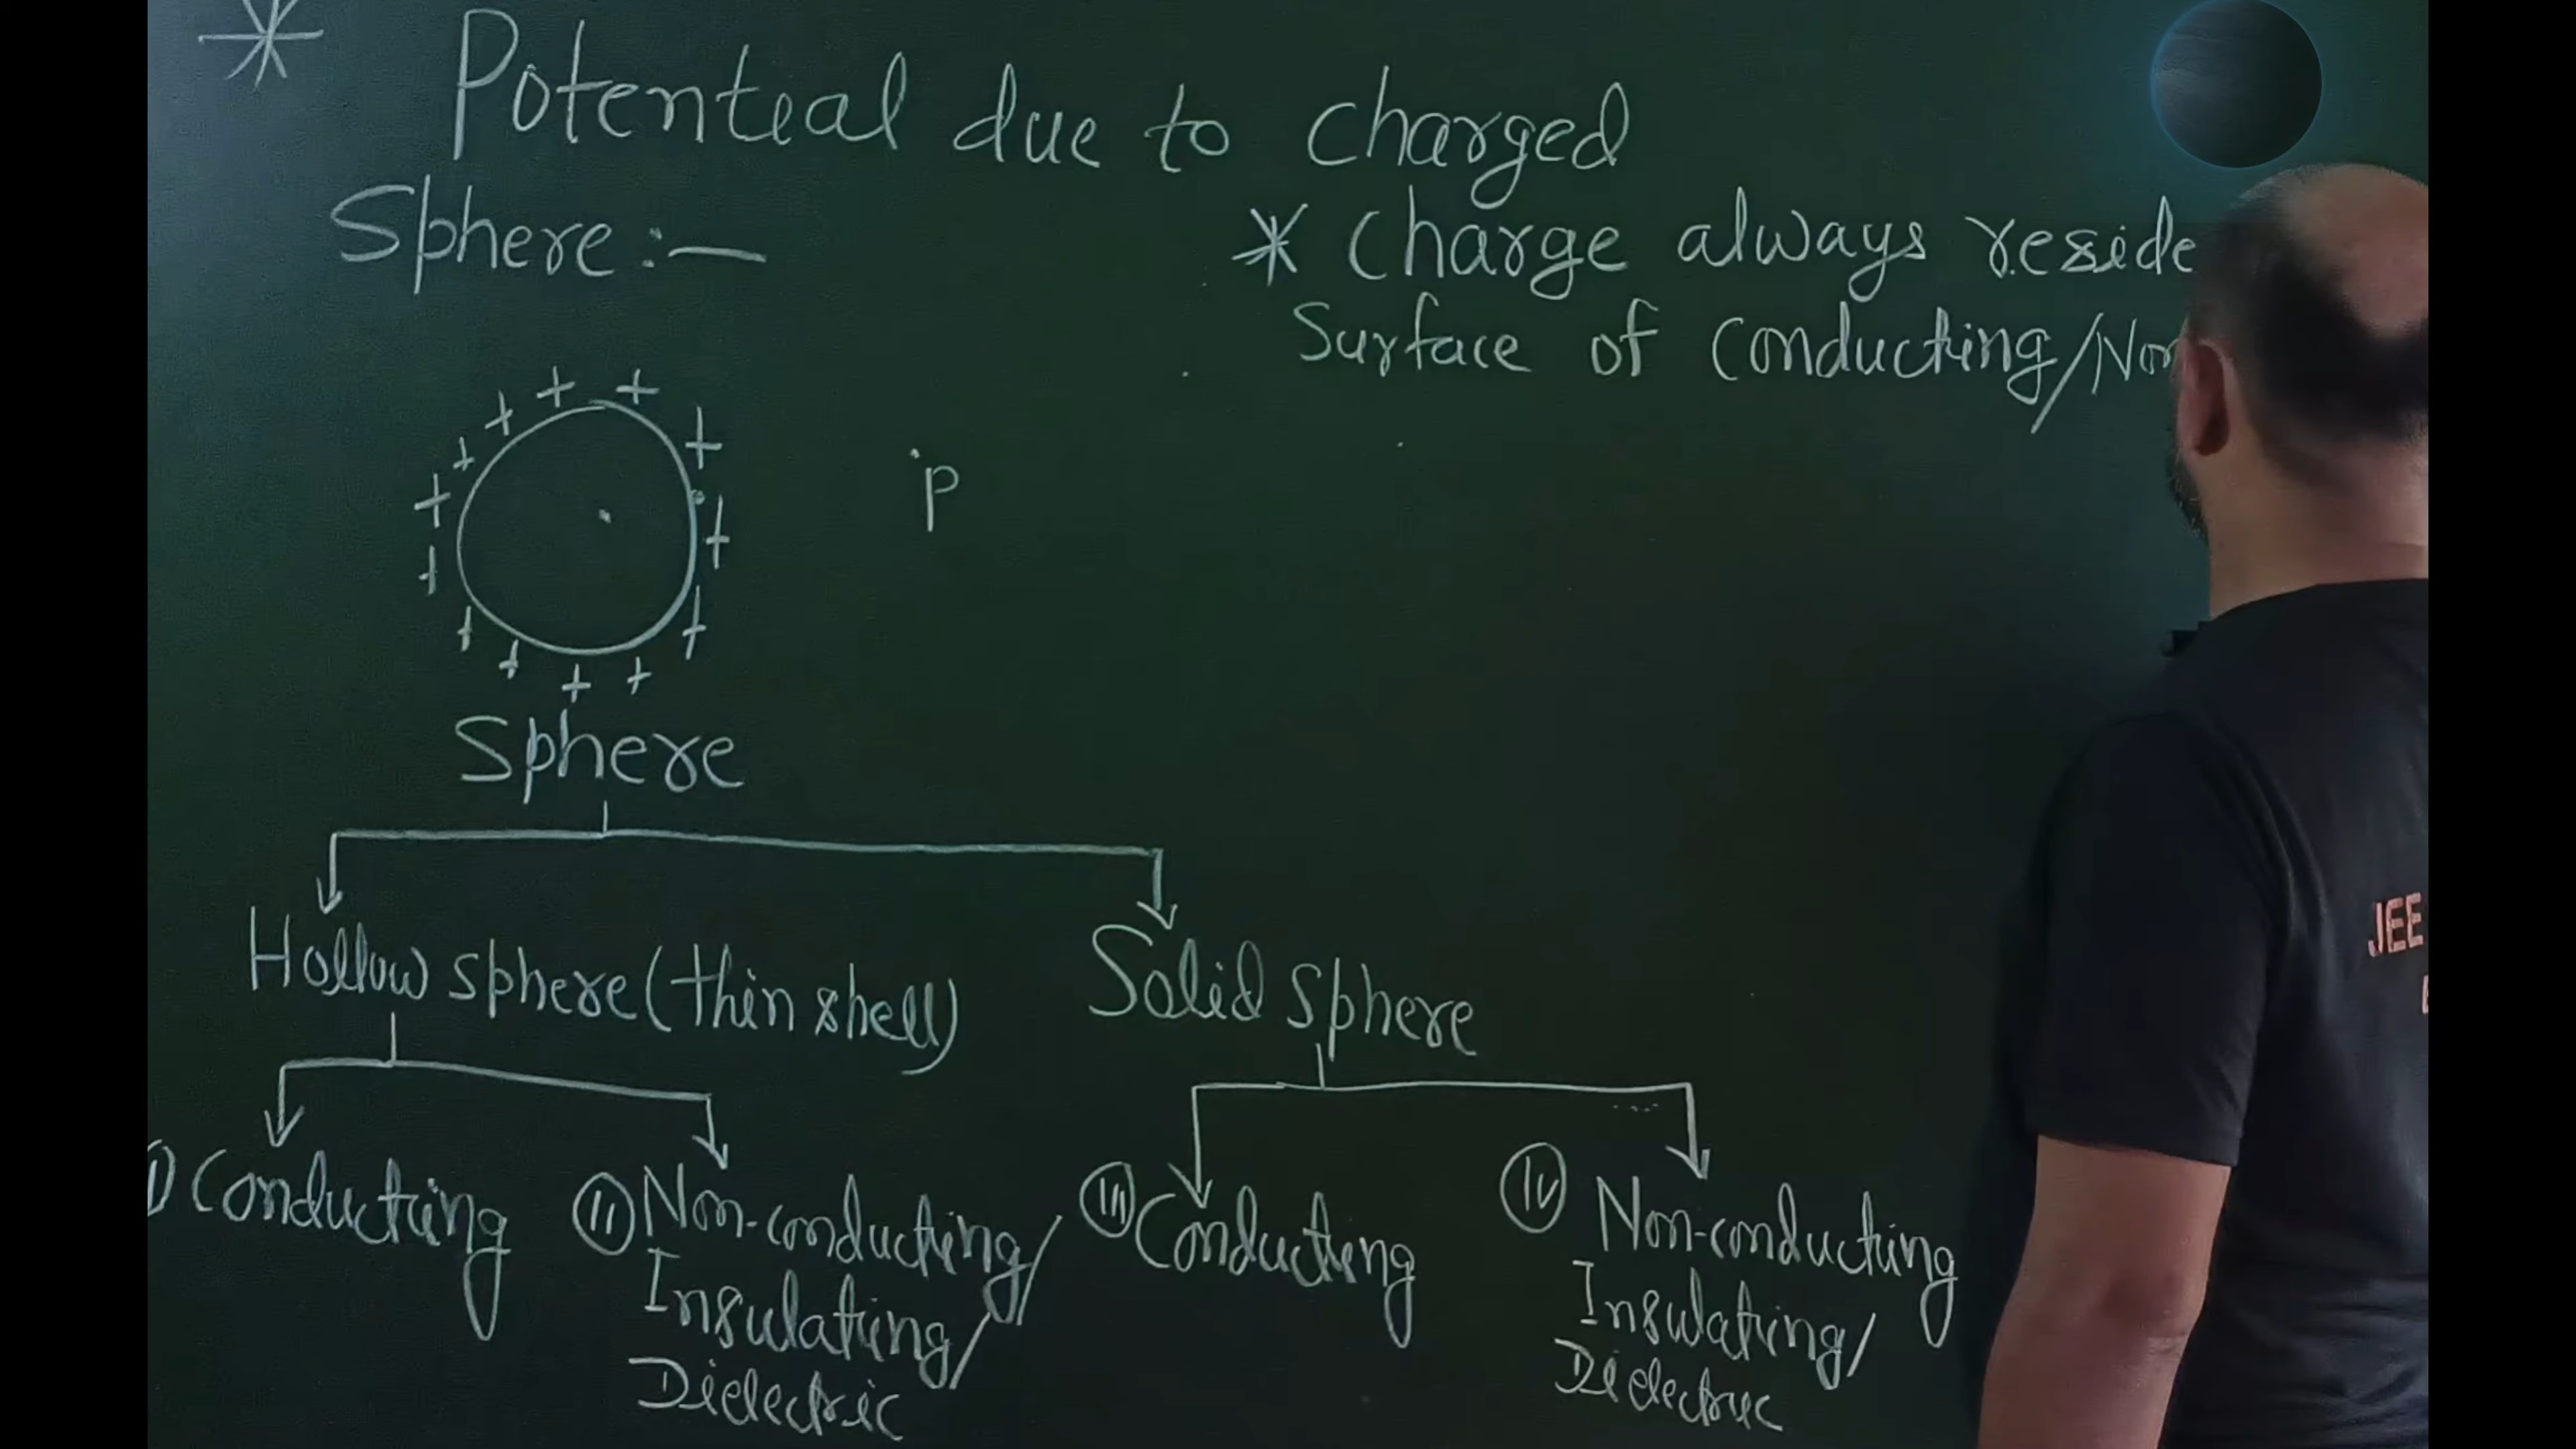 * Potential due to charged
Sphere:—
* Charge always reside
Surface of Conducting/Non
+ + + + + + + + + + + + + + +
P
Sphere
Hollow sphere (thin shell)
Solid sphere
Conducting
(II) Non-conducting/
Insulating/
Dielectric
(III) Conducting
(IV) Non-conducting
Insulating/
Dielectric
JEE